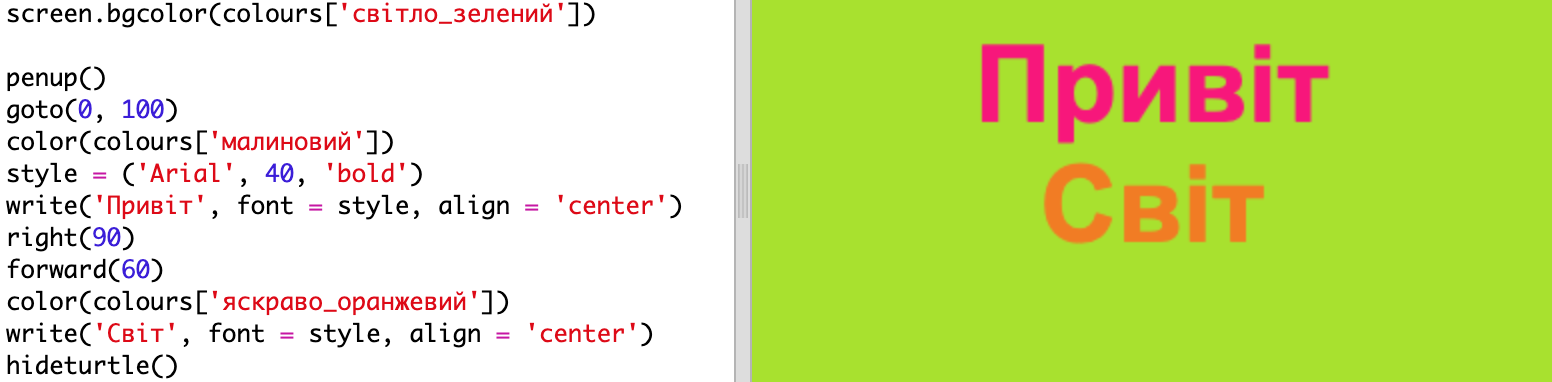 screen.bgcolor(colours['світло_зелений'])
penup()
goto(0, 100)
color(colours['малиновий'])
style = ('Arial', 40, 'bold')
write('Привіт', font = style, align = 'center')
right(90)
forward(60)
color(colours['яскраво_оранжевий'])
write('Світ', font = style, align = 'center')
hideturtle()
Привіт
Світ